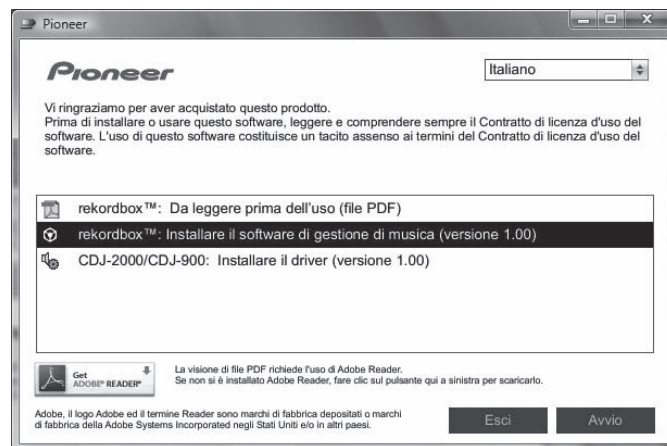 Pioneer
Pioneer
Italiano
Vi ringraziamo per aver acquistato questo prodotto.
Prima di installare o usare questo software, leggere e comprendere sempre il Contratto di licenza d'uso del
software. L'uso di questo software costituisce un tacito assenso ai termini del Contratto di licenza d'uso del
software.
rekordbox™: Da leggere prima dell'uso (file PDF)
rekordbox™: Installare il software di gestione di musica (versione 1.00)
CDJ-2000/CDJ-900: Installare il driver (versione 1.00)
Get
ADOBE® READER®
La visione di file PDF richiede l'uso di Adobe Reader.
Se non si è installato Adobe Reader, fare clic sul pulsante qui a sinistra per scaricarlo.
Adobe, il logo Adobe ed il termine Reader sono marchi di fabbrica depositati o marchi
di fabbrica della Adobe Systems Incorporated negli Stati Uniti e/o in altri paesi.
Esci
Avvio